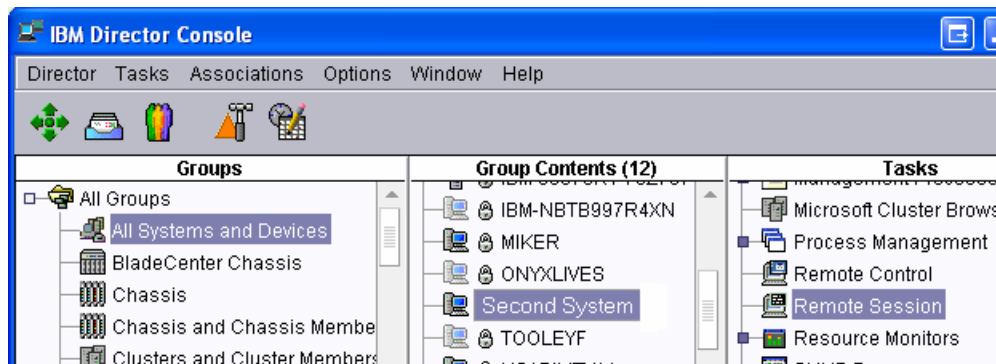 IBM Director Console
Director Tasks Associations Options Window Help
Groups
All Groups
All Systems and Devices
BladeCenter Chassis
Chassis
Chassis and Chassis Membe
Clusters and Cluster Members
Group Contents (12)
IBM-NBTB997R4XN
MIKER
ONYXLIVES
Second System
TOOLEYF
Tasks
Microsoft Cluster Brows
Process Management
Remote Control
Remote Session
Resource Monitors